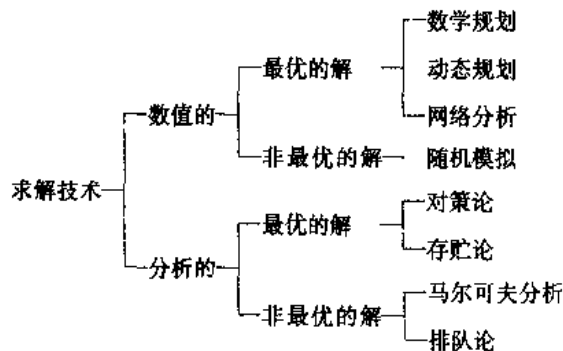 数学规划
最优的解
动态规划
数值的
网络分析
非最优的解
随机模拟
求解技术
对策论
最优的解
存贮论
分析的
马尔可夫分析
非最优的解
排队论